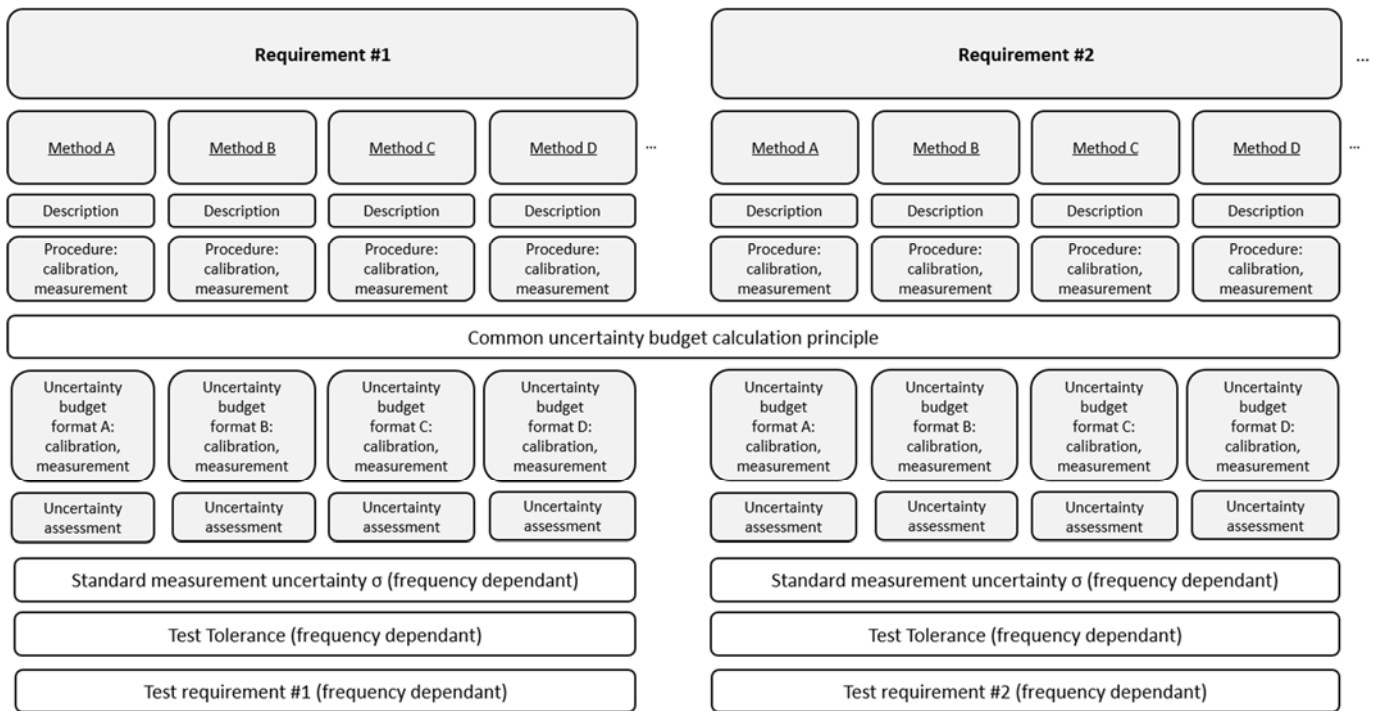 Requirement #1
Requirement #2
...
Method A
Method B
Method C
Method D
...
Method A
Method B
Method C
Method D
...
Description
Description
Description
Description
Description
Description
Description
Description
Procedure:
calibration,
measurement
Procedure:
calibration,
measurement
Procedure:
calibration,
measurement
Procedure:
calibration,
measurement
Procedure:
calibration,
measurement
Procedure:
calibration,
measurement
Procedure:
calibration,
measurement
Procedure:
calibration,
measurement
Common uncertainty budget calculation principle
Uncertainty
budget
format A:
calibration,
measurement
Uncertainty
budget
format B:
calibration,
measurement
Uncertainty
budget
format C:
calibration,
measurement
Uncertainty
budget
format D:
calibration,
measurement
Uncertainty
budget
format A:
calibration,
measurement
Uncertainty
budget
format B:
calibration,
measurement
Uncertainty
budget
format C:
calibration,
measurement
Uncertainty
budget
format D:
calibration,
measurement
Uncertainty
assessment
Uncertainty
assessment
Uncertainty
assessment
Uncertainty
assessment
Uncertainty
assessment
Uncertainty
assessment
Uncertainty
assessment
Uncertainty
assessment
Standard measurement uncertainty σ (frequency dependant)
Standard measurement uncertainty σ (frequency dependant)
Test Tolerance (frequency dependant)
Test Tolerance (frequency dependant)
Test requirement #1 (frequency dependant)
Test requirement #2 (frequency dependant)